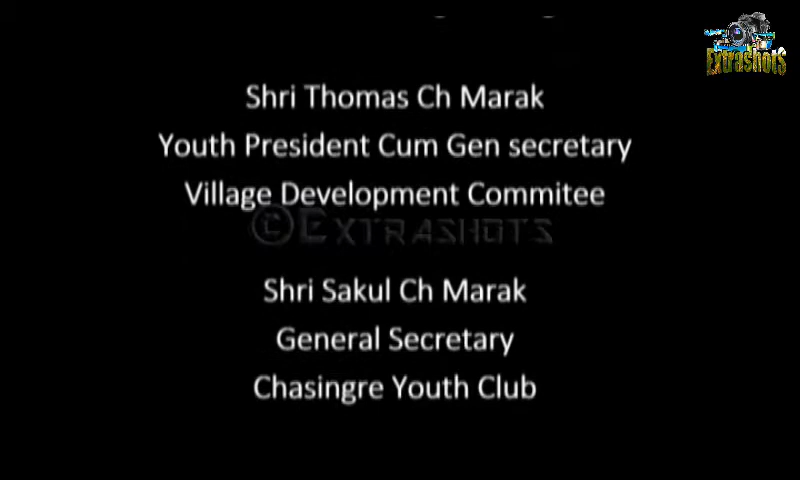 Extrashots
Shri Thomas Ch Marak
Youth President Cum Gen secretary
Village Development Commitee
© EXTRASHOTS
Shri Sakul Ch Marak
General Secretary
Chasingre Youth Club